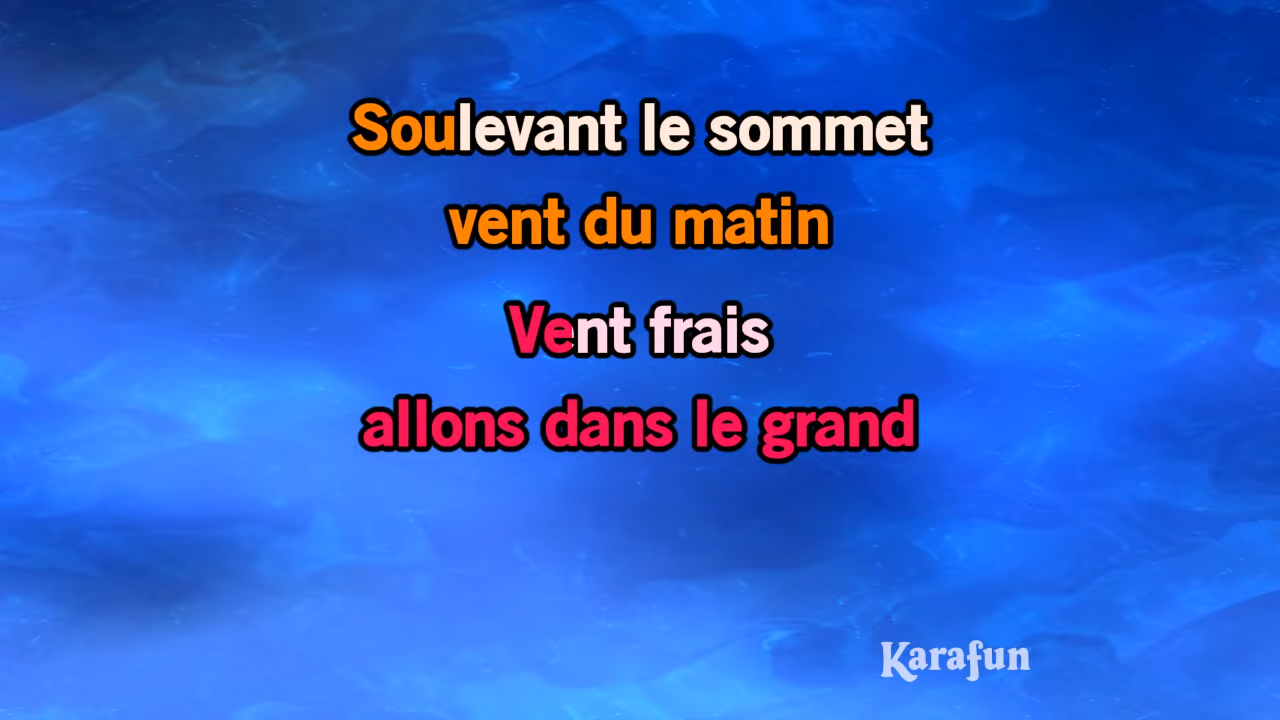 Soulevant le sommet
vent du matin
Vent frais
allons dans le grand
Karafun